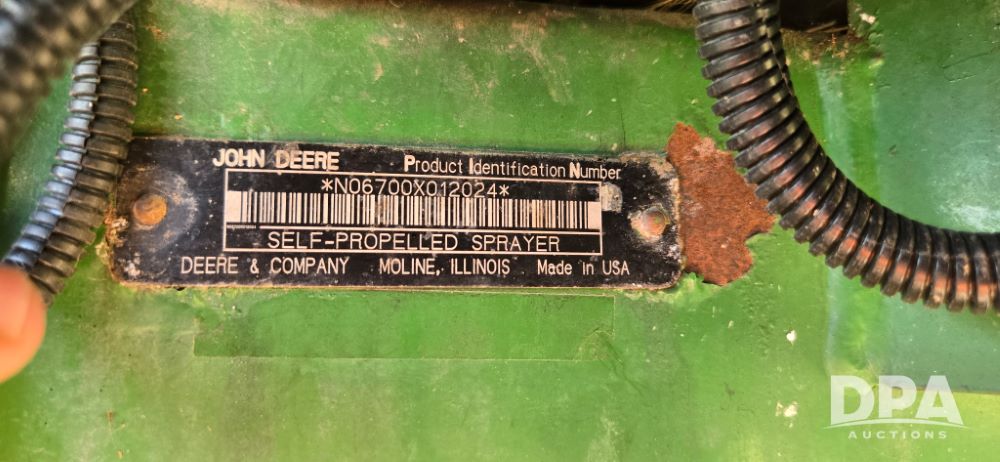 JOHN DEERE Product Identification Number
*N06700X012024*
SELF-PROPELLED SPRAYER
DEERE & COMPANY MOLINE, ILLINOIS Made in USA
DPA
AUCTIONS